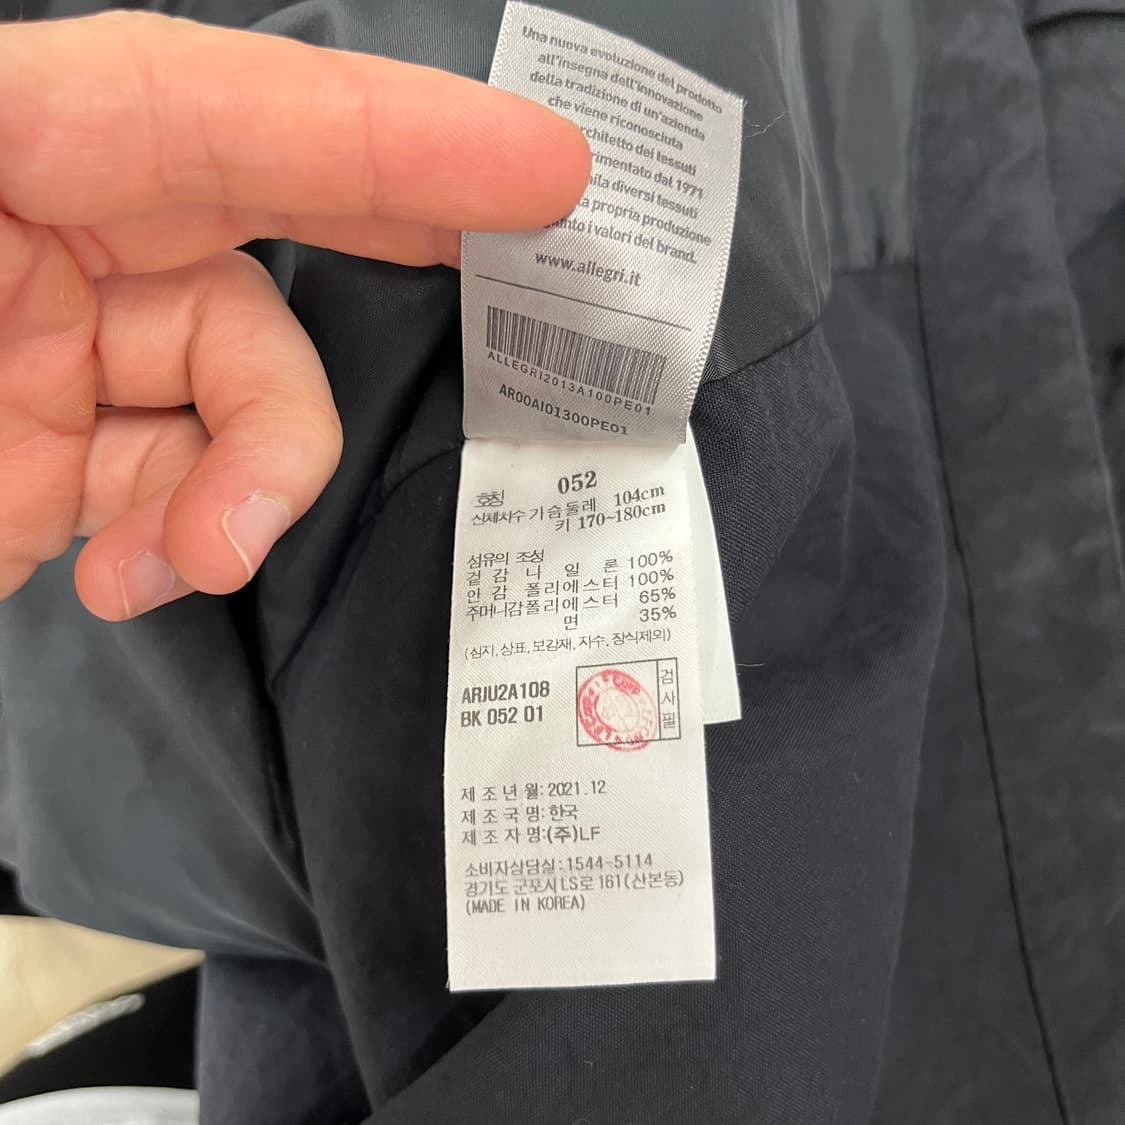 Una nuova evoluzione del prodotto
all'insegna dell'innovazione
della tradizione di un'azienda
che viene riconosciuta
rchitetto dei tessuti
rimentato dal 1971
ila diversi tessuti
a propria produzione
nto i valori del brand.
www.allegri.it
ALLEGRI2013A100PE01
AR00AI01300PE01
호칭 052
신체치수 가슴둘레 104cm
키 170~180cm
섬유의 조성
겉감 나일론 100%
안감 폴리에스터 100%
주머니감 폴리에스터 65%
면 35%
(심지,상표,보강재,자수,장식제외)
ARJU2A108
BK 052 01
검사필
제조년월: 2021.12
제조국명: 한국
제조자명:(주)LF
소비자상담실:1544-5114
경기도 군포시 LS로 161(산본동)
(MADE IN KOREA)